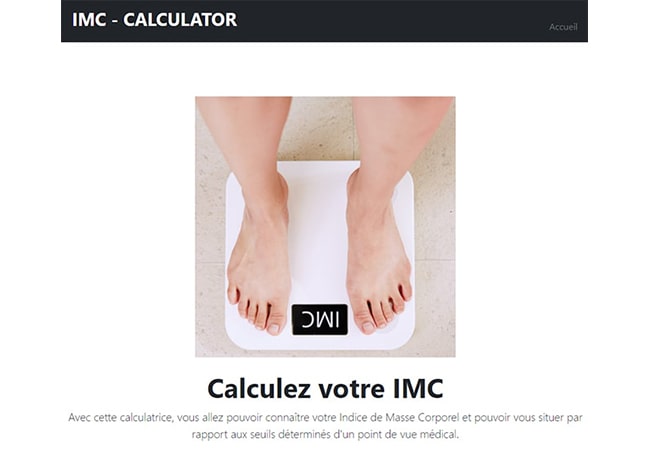 IMC - CALCULATOR
Accueil
IMC
Calculez votre IMC
Avec cette calculatrice, vous allez pouvoir connaître votre Indice de Masse Corporel et pouvoir vous situer par
rapport aux seuils déterminés d'un point de vue médical.